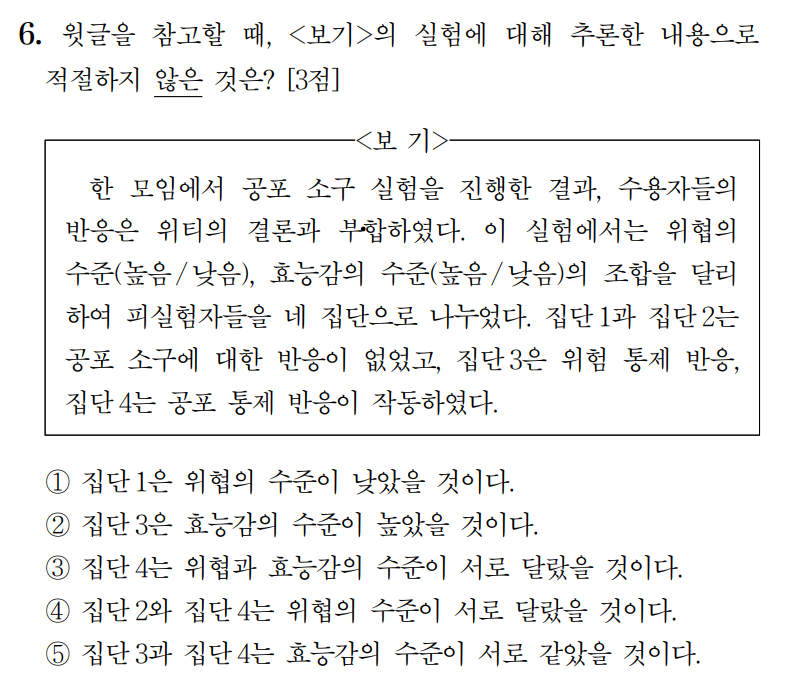 6. 윗글을 참고할 때, <보기>의 실험에 대해 추론한 내용으로
적절하지 않은 것은? [3점]
<보 기>
한 모임에서 공포 소구 실험을 진행한 결과, 수용자들의
반응은 위티의 결론과 부합하였다. 이 실험에서는 위협의
수준(높음/낮음), 효능감의 수준(높음/낮음)의 조합을 달리
하여 피실험자들을 네 집단으로 나누었다. 집단 1과 집단 2는
공포 소구에 대한 반응이 없었고, 집단 3은 위험 통제 반응,
집단 4는 공포 통제 반응이 작동하였다.
① 집단 1은 위협의 수준이 낮았을 것이다.
② 집단 3은 효능감의 수준이 높았을 것이다.
③ 집단 4는 위협과 효능감의 수준이 서로 달랐을 것이다.
④ 집단 2와 집단 4는 위협의 수준이 서로 달랐을 것이다.
⑤ 집단 3과 집단 4는 효능감의 수준이 서로 같았을 것이다.